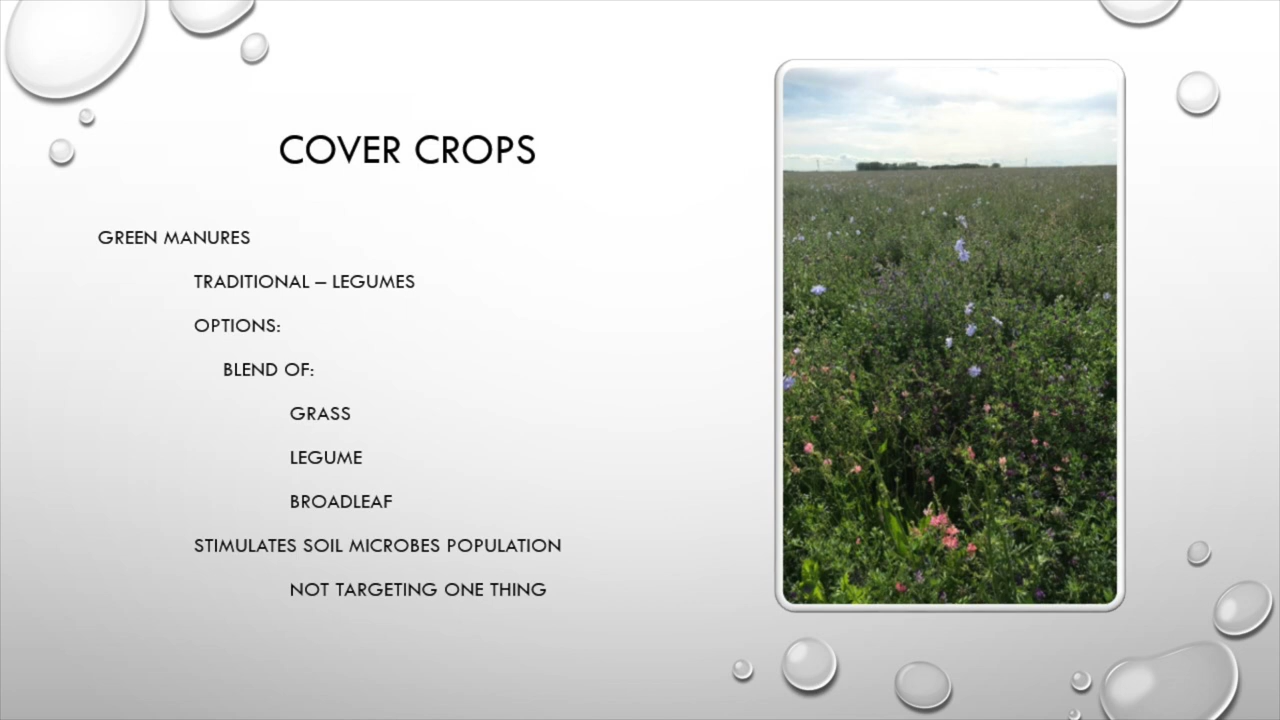 COVER CROPS
GREEN MANURES
TRADITIONAL – LEGUMES
OPTIONS:
BLEND OF:
GRASS
LEGUME
BROADLEAF
STIMULATES SOIL MICROBES POPULATION
NOT TARGETING ONE THING